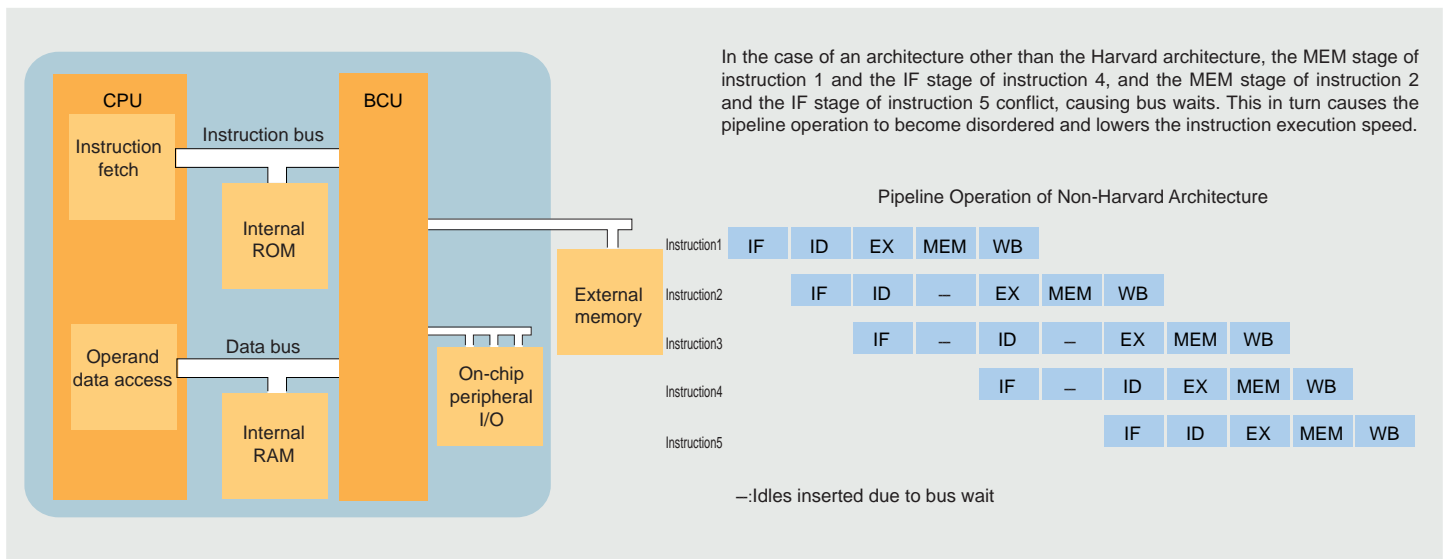 In the case of an architecture other than the Harvard architecture, the MEM stage of
instruction 1 and the IF stage of instruction 4, and the MEM stage of instruction 2
and the IF stage of instruction 5 conflict, causing bus waits. This in turn causes the
pipeline operation to become disordered and lowers the instruction execution speed.
CPU
BCU
Instruction
fetch
Instruction bus
Internal
ROM
Operand
data access
Data bus
Internal
RAM
On-chip
peripheral
I/O
External
memory
Pipeline Operation of Non-Harvard Architecture
Instruction1 IF ID EX MEM WB
Instruction2 IF ID – EX MEM WB
Instruction3 IF – ID – EX MEM WB
Instruction4 IF – ID EX MEM WB
Instruction5 IF ID EX MEM WB
–:Idles inserted due to bus wait